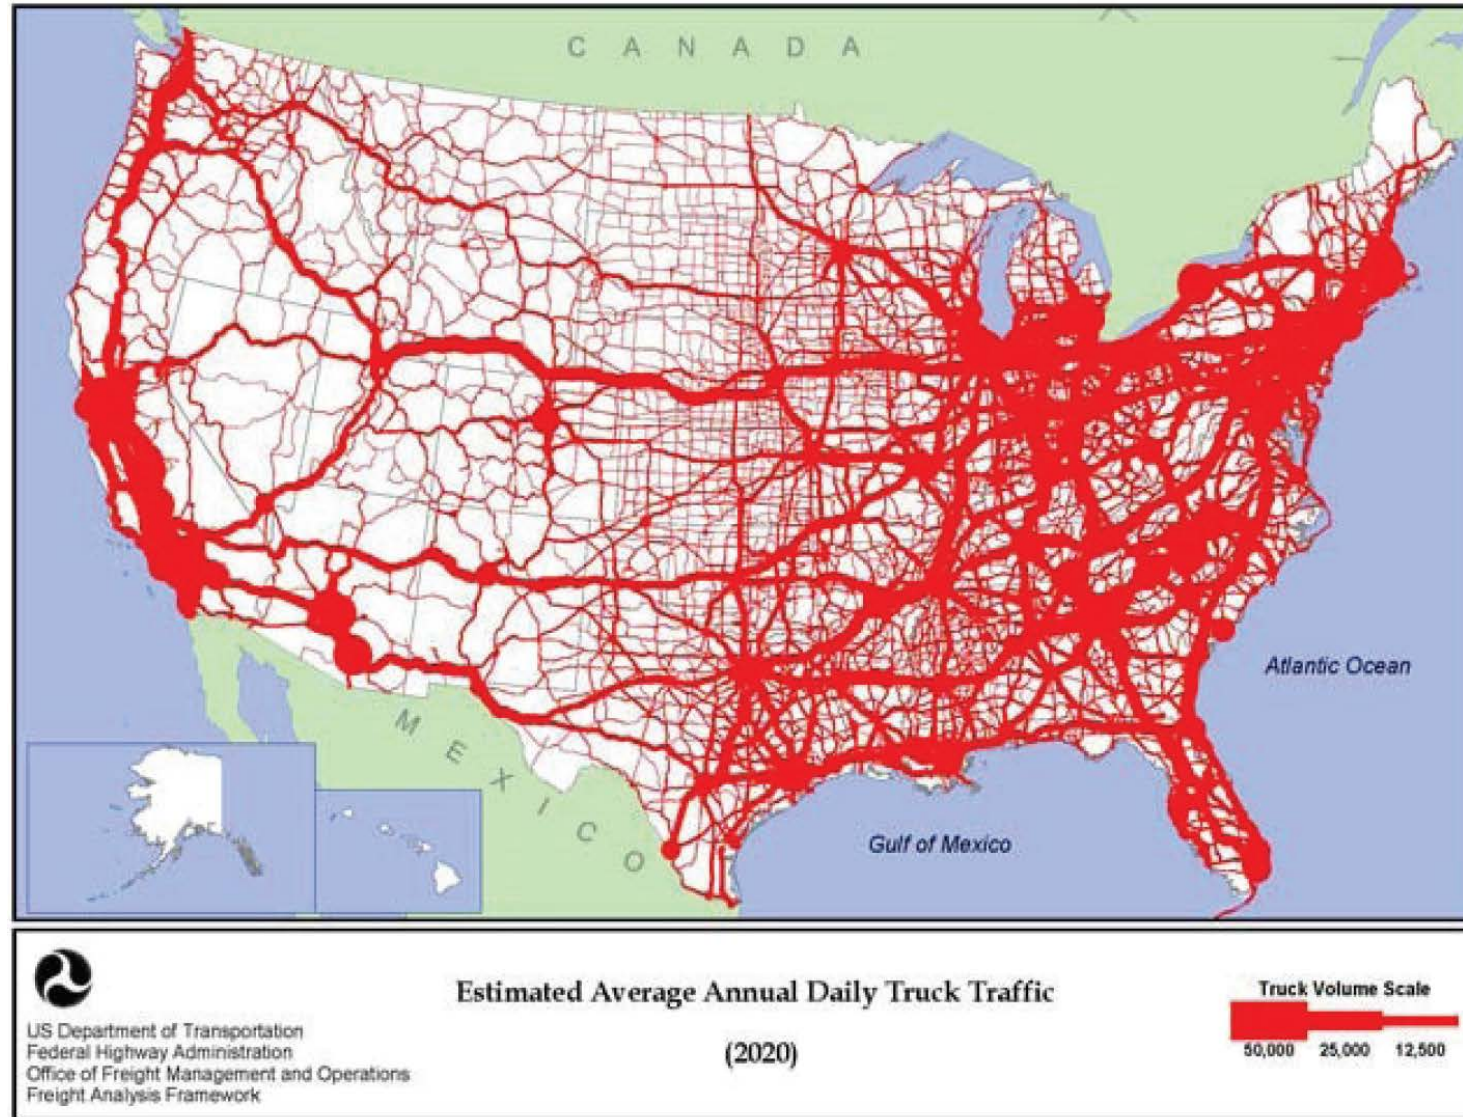 C A N A D A
M E X I C O
Atlantic Ocean
Gulf of Mexico
US Department of Transportation
Federal Highway Administration
Office of Freight Management and Operations
Freight Analysis Framework
Estimated Average Annual Daily Truck Traffic
(2020)
Truck Volume Scale
50,000 25,000 12,500